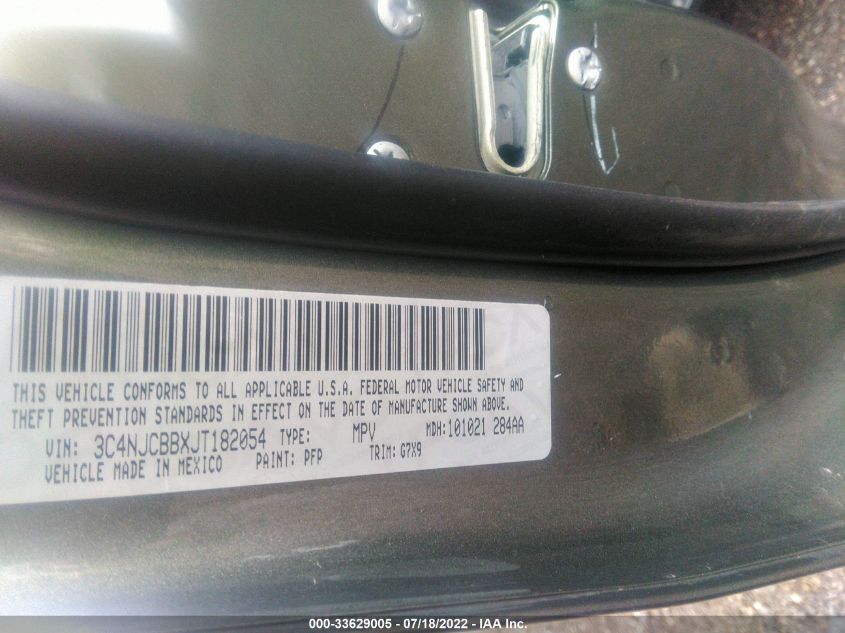 THIS VEHICLE CONFORMS TO ALL APPLICABLE U.S.A. FEDERAL MOTOR VEHICLE SAFETY AND
THEFT PREVENTION STANDARDS IN EFFECT ON THE DATE OF MANUFACTURE SHOWN ABOVE.
VIN: 3C4NJCBBXJT182054 TYPE: MPV MDH:101021 284AA
VEHICLE MADE IN MEXICO PAINT: PFP TRIM: G7X9
000-33629005 - 07/18/2022 - IAA Inc.